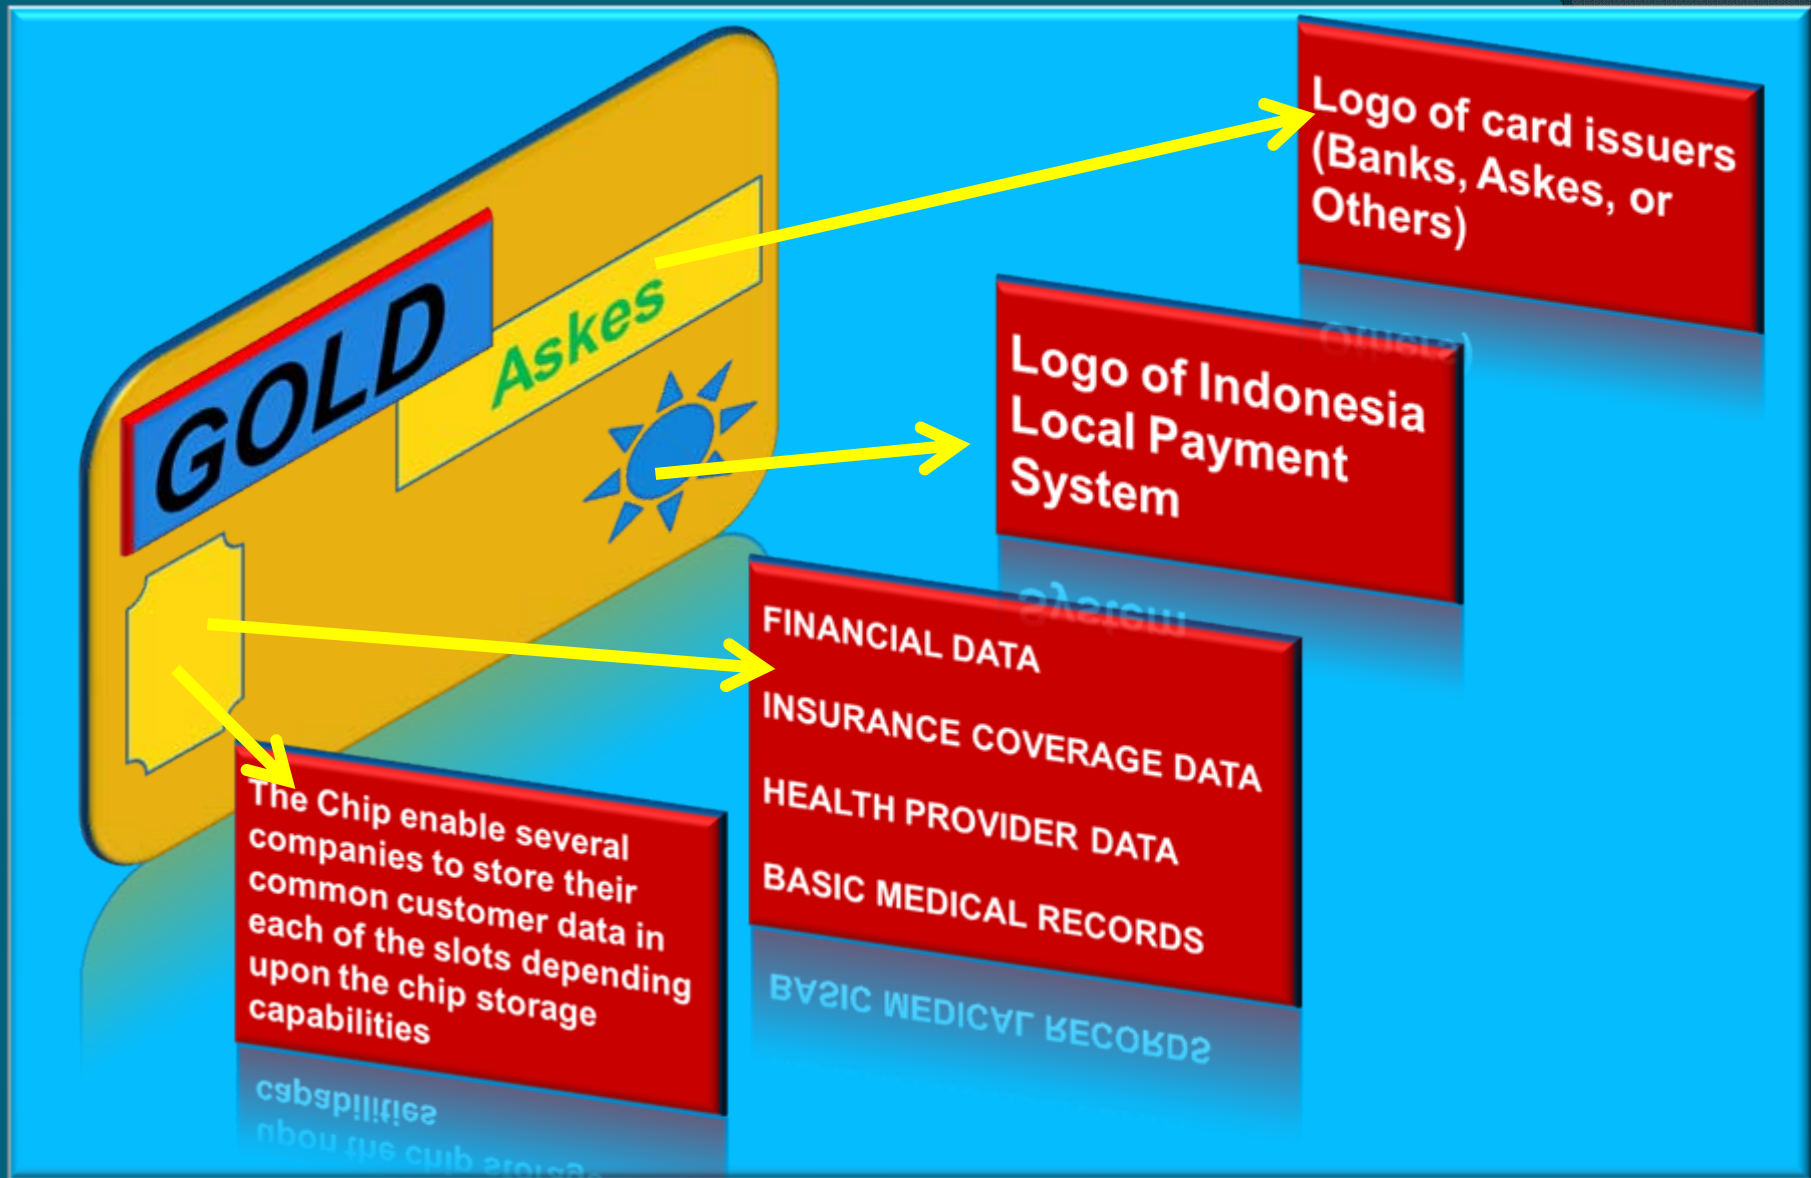 GOLD
Askes
Logo of card issuers
(Banks, Askes, or
Others)
Logo of Indonesia
Local Payment
System
FINANCIAL DATA
INSURANCE COVERAGE DATA
HEALTH PROVIDER DATA
BASIC MEDICAL RECORDS
The Chip enable several
companies to store their
common customer data in
each of the slots depending
upon the chip storage
capabilities